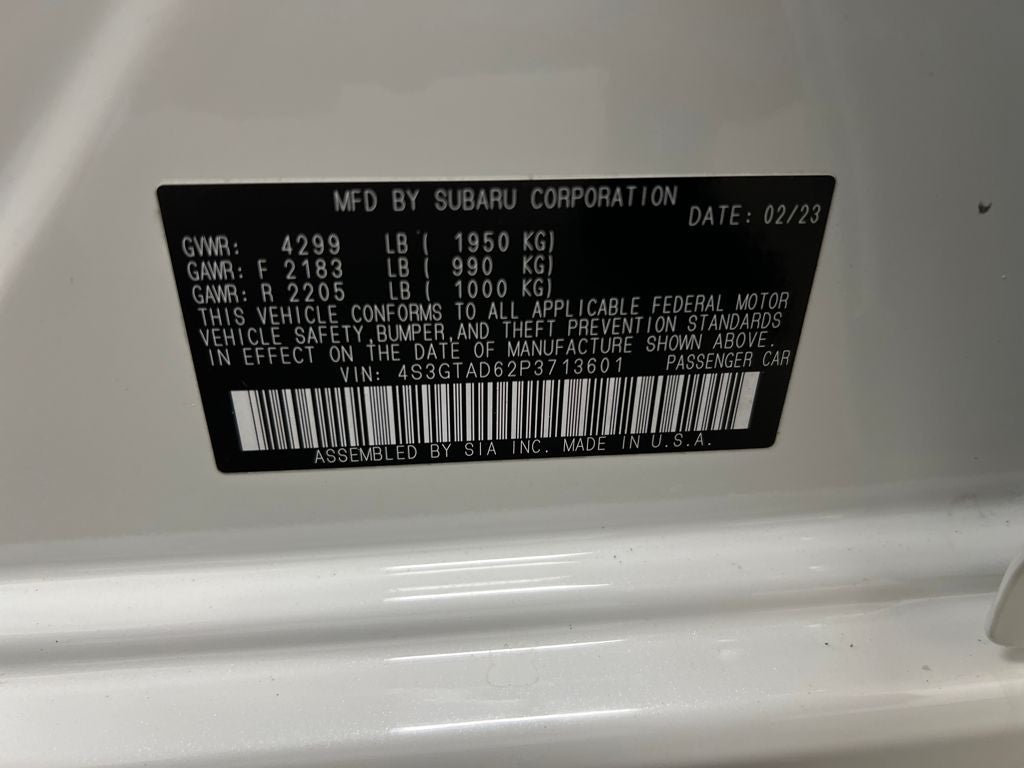 MFD BY SUBARU CORPORATION
DATE: 02/23
GVWR: 4299 LB ( 1950 KG)
GAWR: F 2183 LB ( 990 KG)
GAWR: R 2205 LB ( 1000 KG)
THIS VEHICLE CONFORMS TO ALL APPLICABLE FEDERAL MOTOR
VEHICLE SAFETY,BUMPER,AND THEFT PREVENTION STANDARDS
IN EFFECT ON THE DATE OF MANUFACTURE SHOWN ABOVE.
VIN: 4S3GTAD62P3713601 PASSENGER CAR
ASSEMBLED BY SIA INC. MADE IN U.S.A.